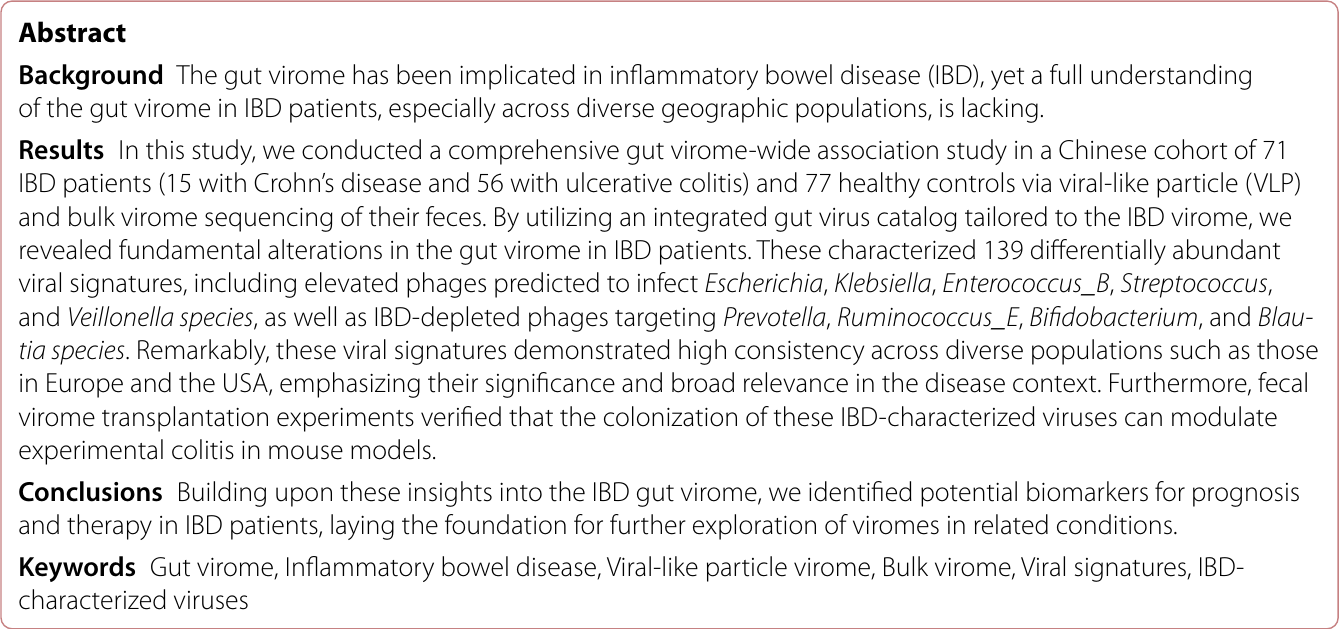 Abstract
Background The gut virome has been implicated in inflammatory bowel disease (IBD), yet a full understanding
of the gut virome in IBD patients, especially across diverse geographic populations, is lacking.
Results In this study, we conducted a comprehensive gut virome-wide association study in a Chinese cohort of 71
IBD patients (15 with Crohn’s disease and 56 with ulcerative colitis) and 77 healthy controls via viral-like particle (VLP)
and bulk virome sequencing of their feces. By utilizing an integrated gut virus catalog tailored to the IBD virome, we
revealed fundamental alterations in the gut virome in IBD patients. These characterized 139 differentially abundant
viral signatures, including elevated phages predicted to infect Escherichia, Klebsiella, Enterococcus_B, Streptococcus,
and Veillonella species, as well as IBD-depleted phages targeting Prevotella, Ruminococcus_E, Bifidobacterium, and Blau-
tia species. Remarkably, these viral signatures demonstrated high consistency across diverse populations such as those
in Europe and the USA, emphasizing their significance and broad relevance in the disease context. Furthermore, fecal
virome transplantation experiments verified that the colonization of these IBD-characterized viruses can modulate
experimental colitis in mouse models.
Conclusions Building upon these insights into the IBD gut virome, we identified potential biomarkers for prognosis
and therapy in IBD patients, laying the foundation for further exploration of viromes in related conditions.
Keywords Gut virome, Inflammatory bowel disease, Viral-like particle virome, Bulk virome, Viral signatures, IBD-
characterized viruses